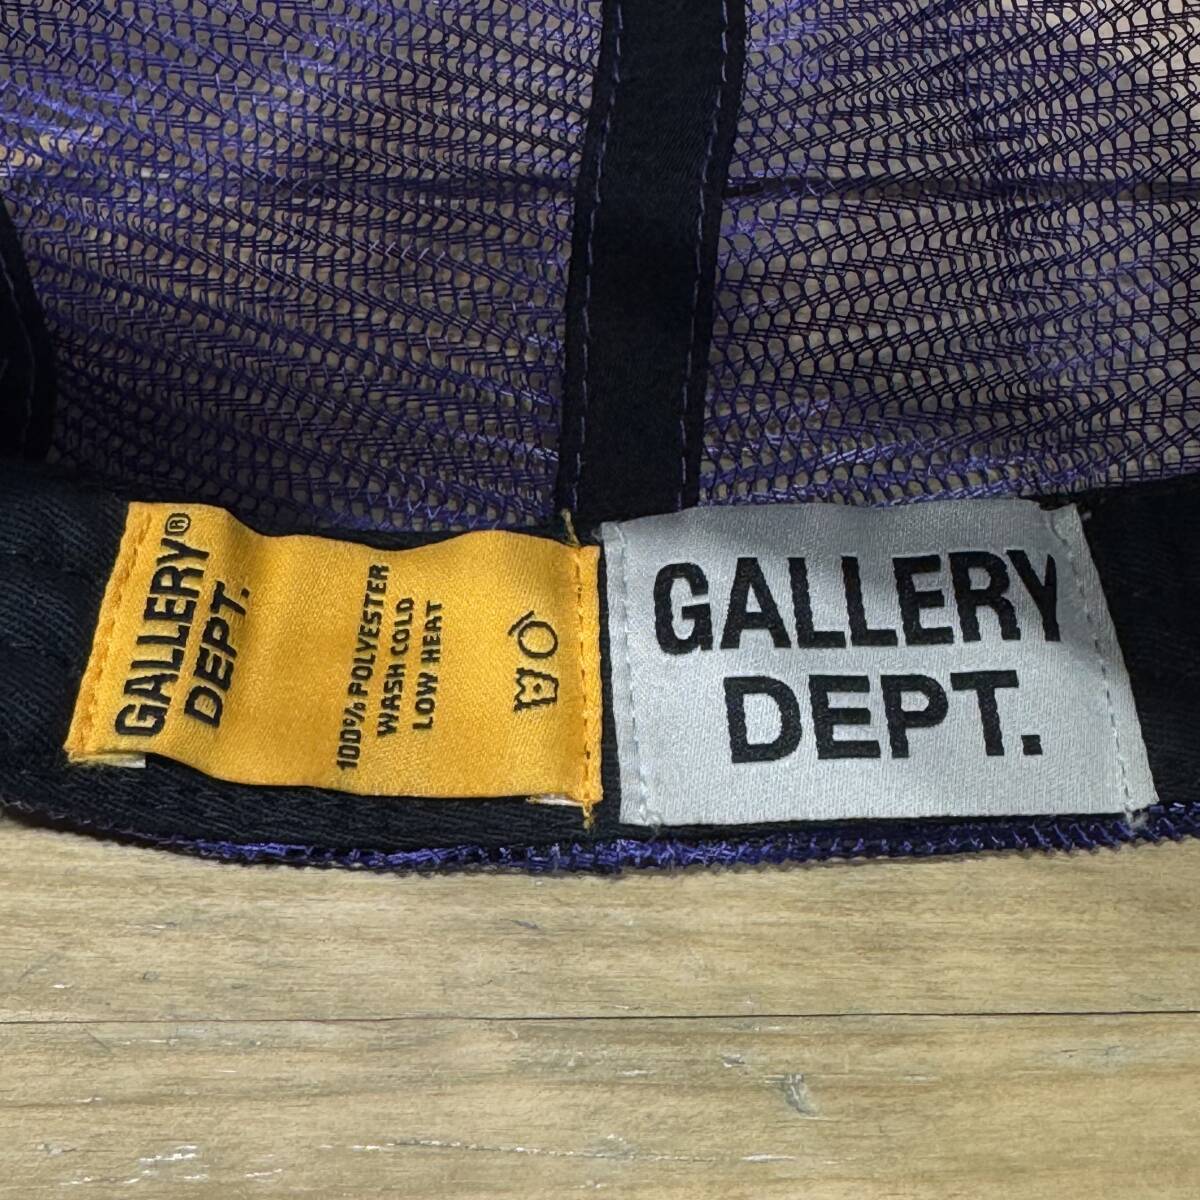 GALLERY®
DEPT.
100% POLYESTER
WASH COLD
LOW HEAT
GALLERY
DEPT.